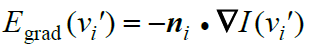 E_grad(v_i′) = −n_i • ∇I(v_i′)